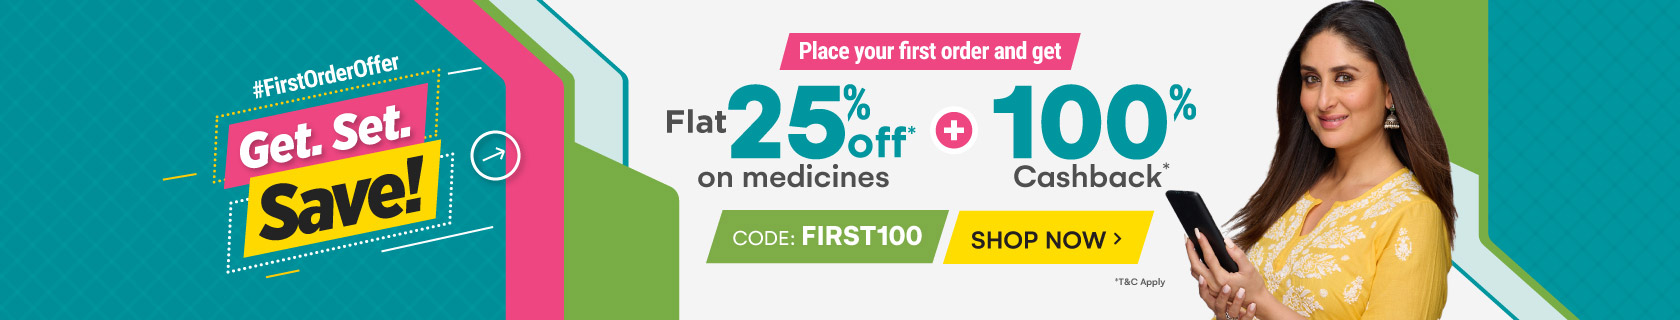 #FirstOrderOffer
Get. Set.
Save!
Place your first order and get
Flat 25% off* + 100%
on medicines Cashback*
CODE: FIRST100 SHOP NOW >
*T&C Apply